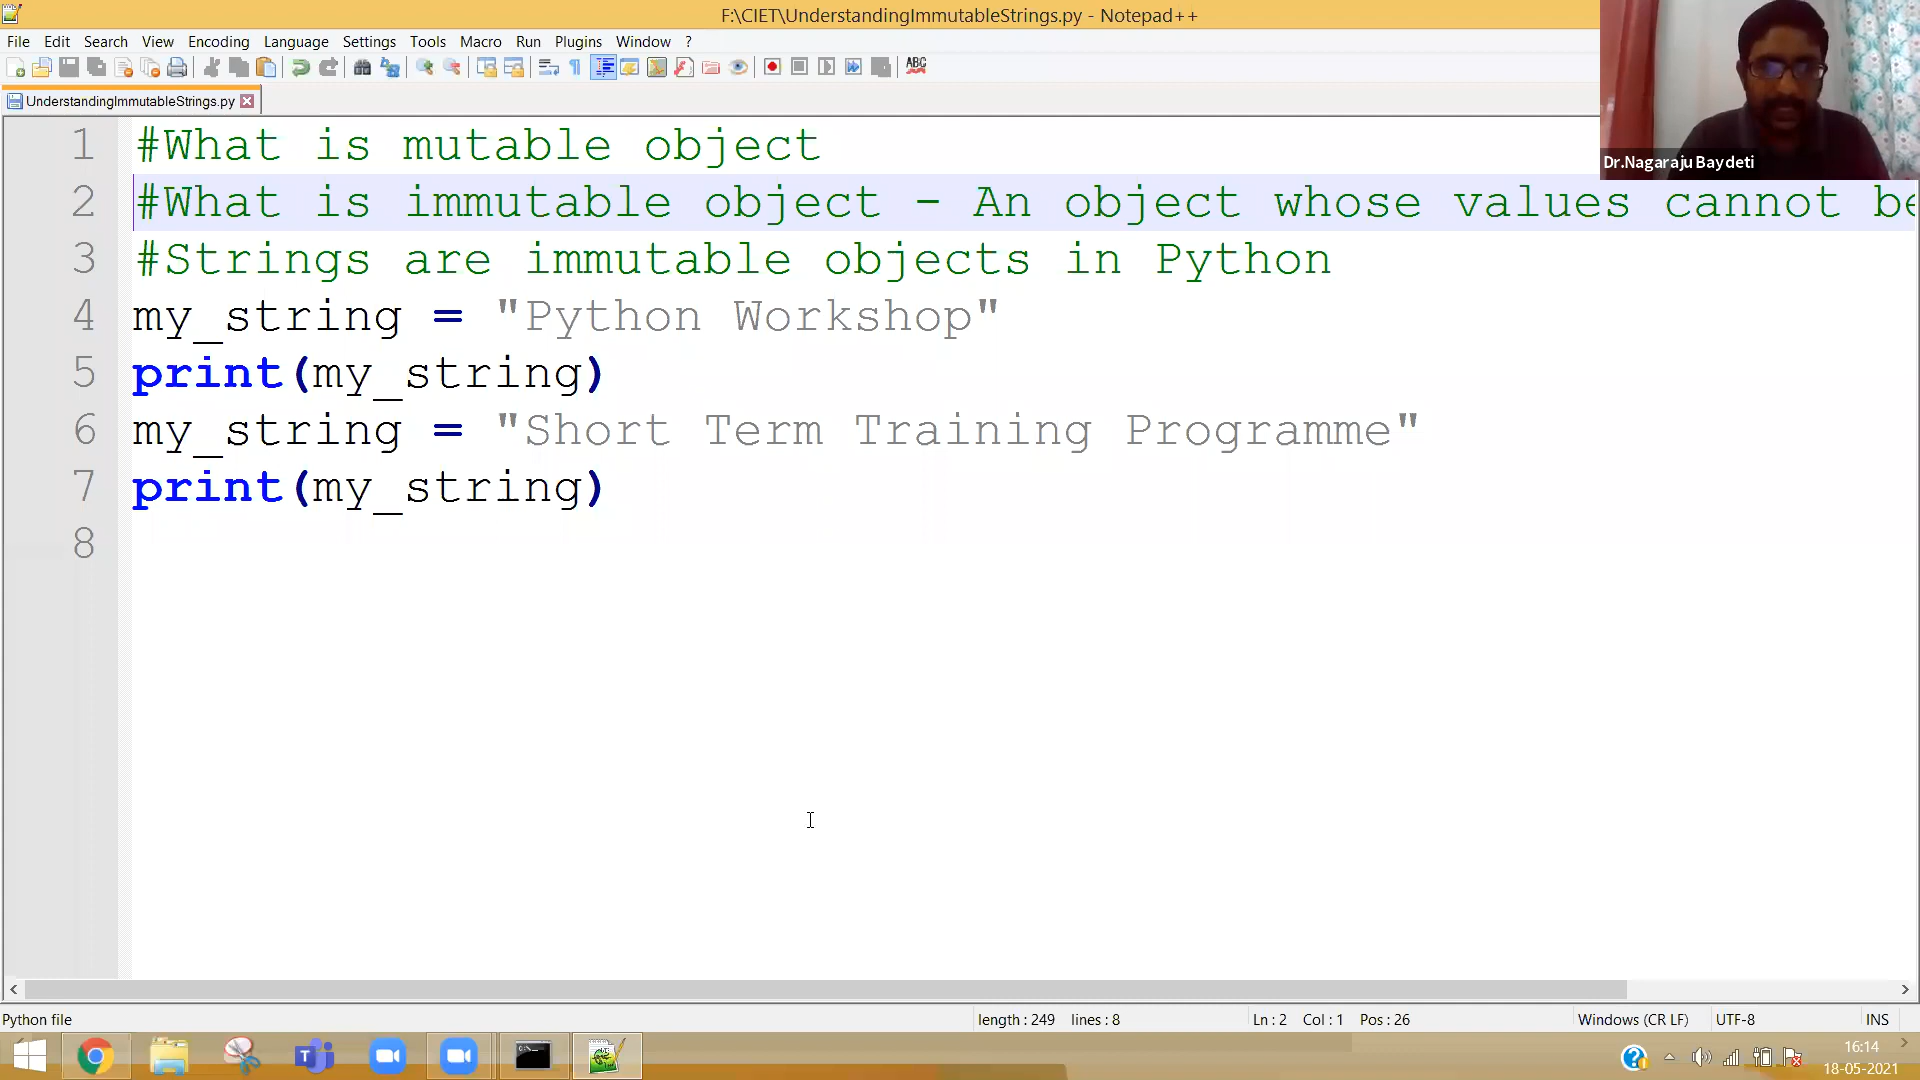 F:\CIET\UnderstandingImmutableStrings.py - Notepad++
File Edit Search View Encoding Language Settings Tools Macro Run Plugins Window ?
ABC
UnderstandingImmutableStrings.py
Dr.Nagaraju Baydeti
1 #What is mutable object
2 #What is immutable object - An object whose values cannot be
3 #Strings are immutable objects in Python
4 my_string = "Python Workshop"
5 print(my_string)
6 my_string = "Short Term Training Programme"
7 print(my_string)
8
Python file length : 249 lines : 8 Ln : 2 Col : 1 Pos : 26 Windows (CR LF) UTF-8 INS
16:14
18-05-2021